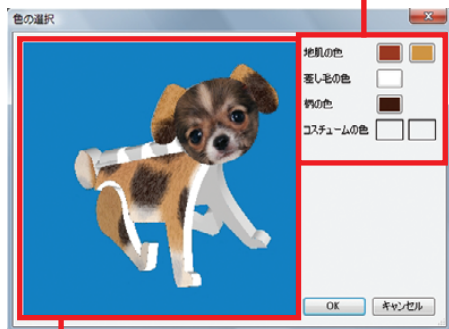 色の選択
地肌の色
差し毛の色
柄の色
コスチュームの色
OK
キャンセル